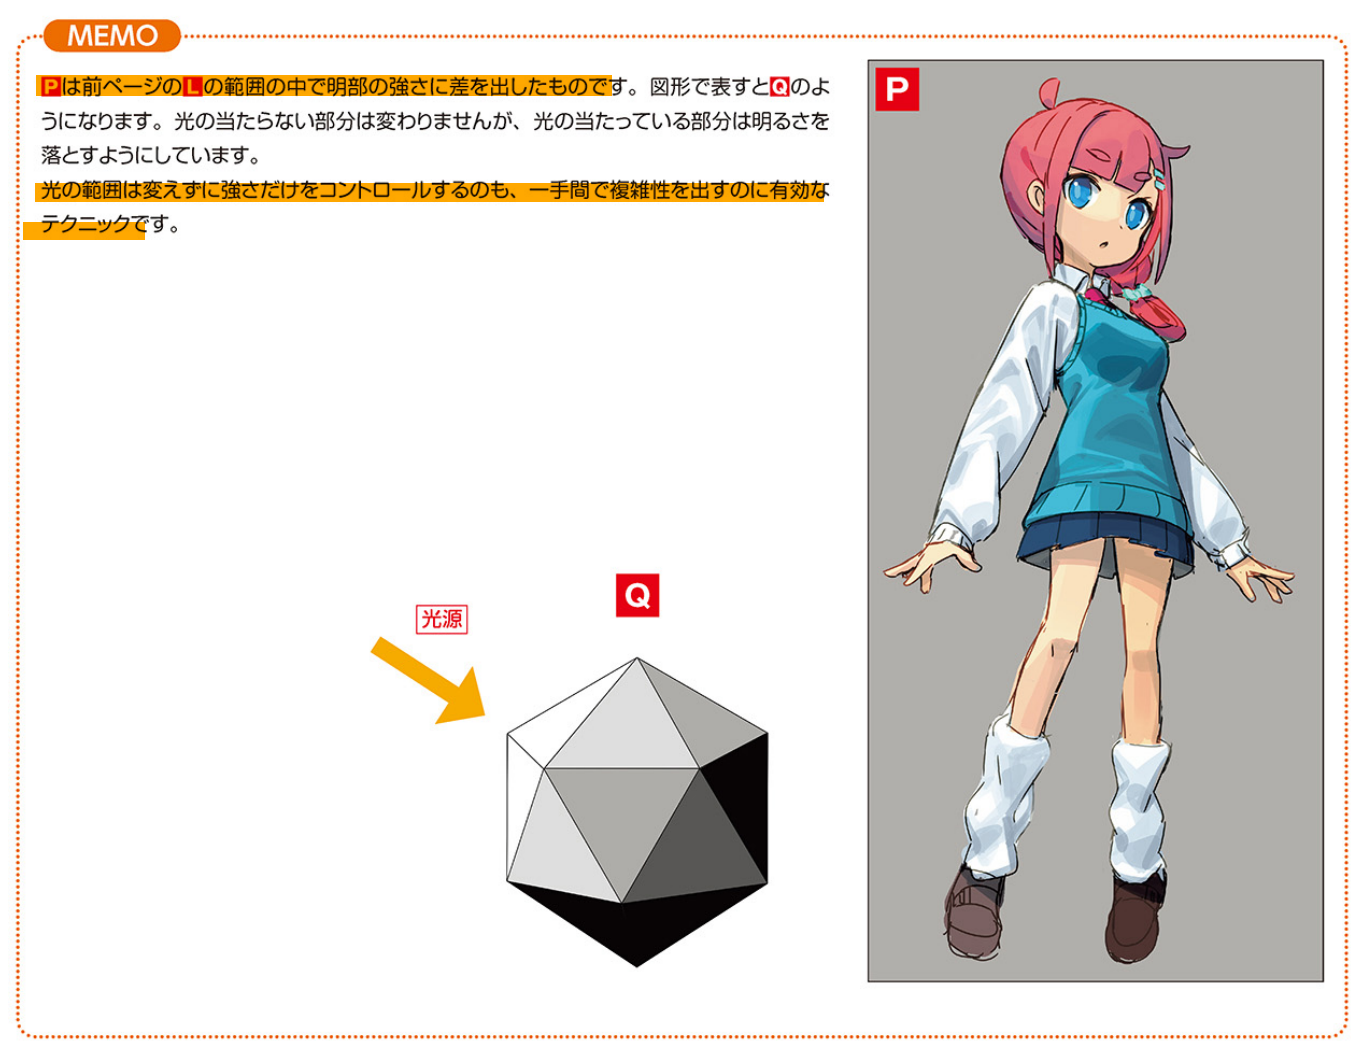 MEMO
Pは前ページのLの範囲の中で明部の強さに差を出したものです。図形で表すとQのよ
うになります。光の当たらない部分は変わりませんが、光の当たっている部分は明るさを
落とすようにしています。
光の範囲は変えずに強さだけをコントロールするのも、一手間で複雑性を出すのに有効な
テクニックです。
P
Q
光源